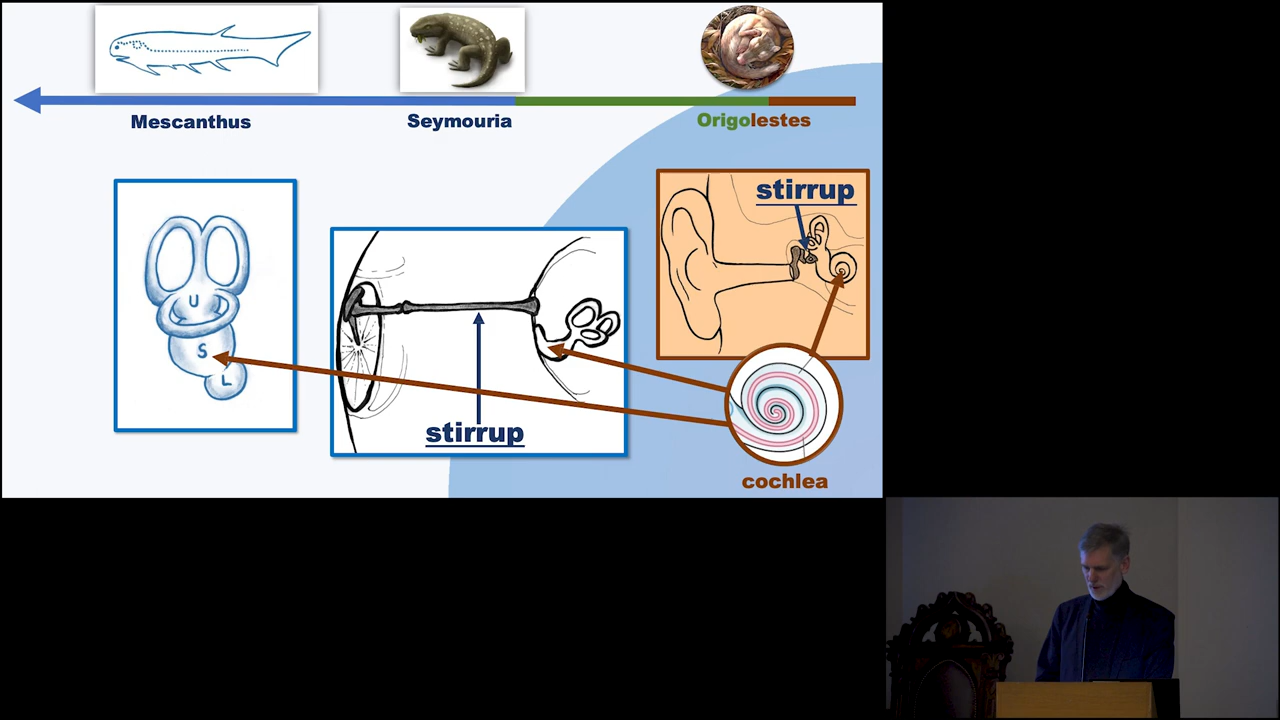 Mescanthus
Seymouria
Origolestes
stirrup
U
S
L
stirrup
cochlea